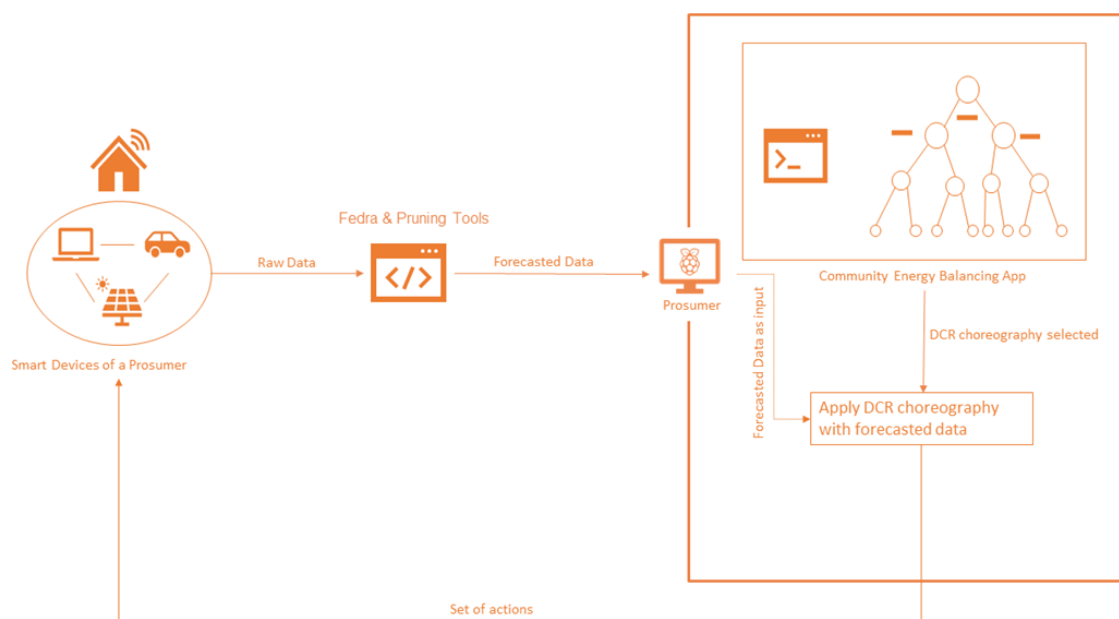 Fedra & Pruning Tools
Raw Data
Forecasted Data
Smart Devices of a Prosumer
Prosumer
Community Energy Balancing App
Forecasted Data as input
DCR choreography selected
Apply DCR choreography
with forecasted data
Set of actions